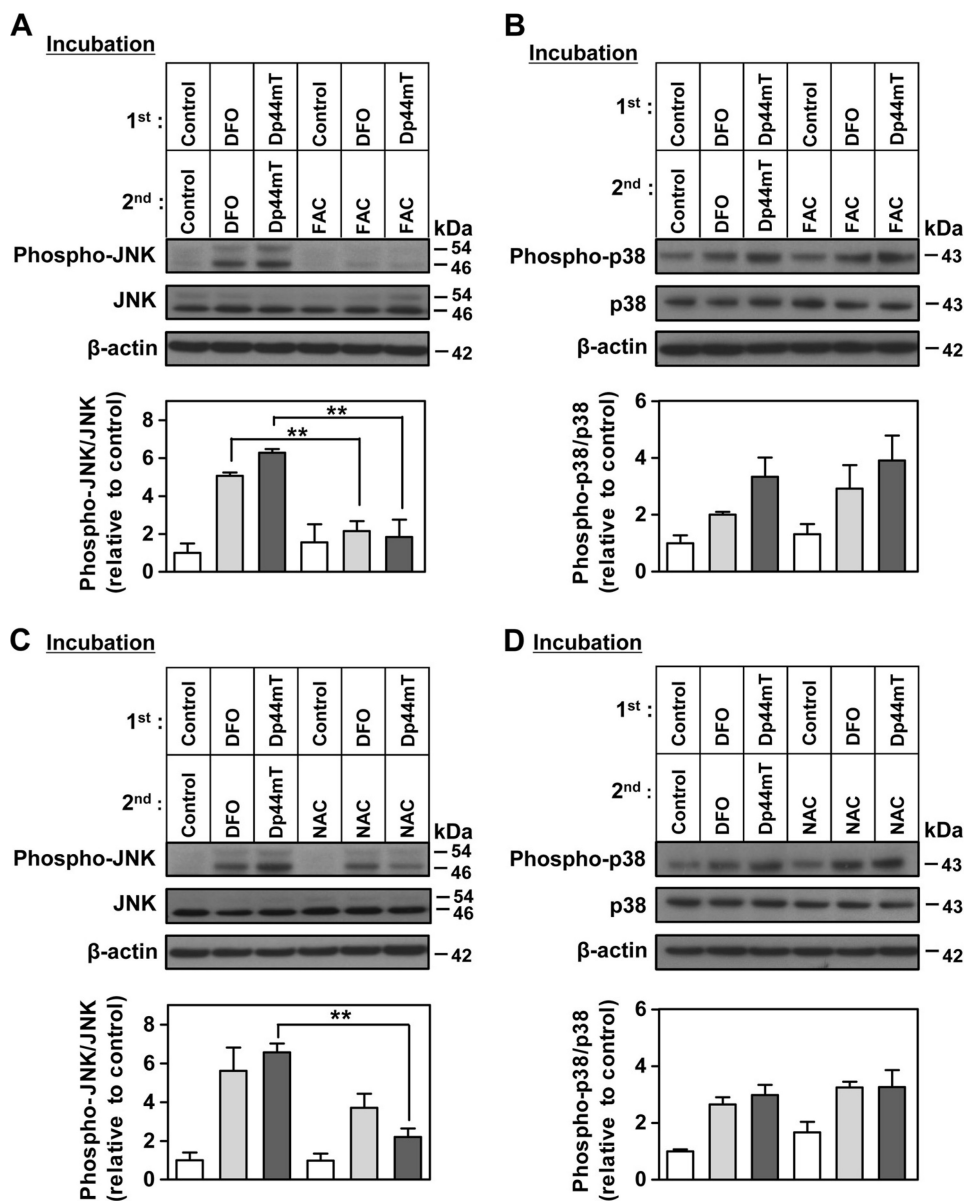 A
Incubation
1st :
Control
DFO
Dp44mT
Control
DFO
Dp44mT
2nd :
Control
DFO
Dp44mT
FAC
FAC
FAC
kDa
Phospho-JNK
54
46
JNK
54
46
β-actin
42
Phospho-JNK/JNK
(relative to control)
8
6
4
2
0
**
**
B
Incubation
1st :
Control
DFO
Dp44mT
Control
DFO
Dp44mT
2nd :
Control
DFO
Dp44mT
FAC
FAC
FAC
kDa
Phospho-p38
43
p38
43
β-actin
42
Phospho-p38/p38
(relative to control)
6
4
2
0
C
Incubation
1st :
Control
DFO
Dp44mT
Control
DFO
Dp44mT
2nd :
Control
DFO
Dp44mT
NAC
NAC
NAC
kDa
Phospho-JNK
54
46
JNK
54
46
β-actin
42
Phospho-JNK/JNK
(relative to control)
8
6
4
2
0
**
D
Incubation
1st :
Control
DFO
Dp44mT
Control
DFO
Dp44mT
2nd :
Control
DFO
Dp44mT
NAC
NAC
NAC
kDa
Phospho-p38
43
p38
43
β-actin
42
Phospho-p38/p38
(relative to control)
6
4
2
0